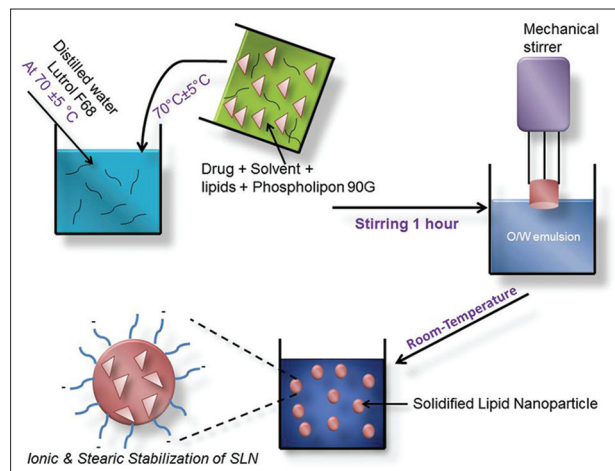 Distilled water
Lutrol F68
At 70 ±5 °C
70°C±5°C
Drug + Solvent +
lipids + Phospholipon 90G
Mechanical
stirrer
Stirring 1 hour
O/W emulsion
Room-Temperature
Solidified Lipid Nanoparticle
Ionic & Stearic Stabilization of SLN